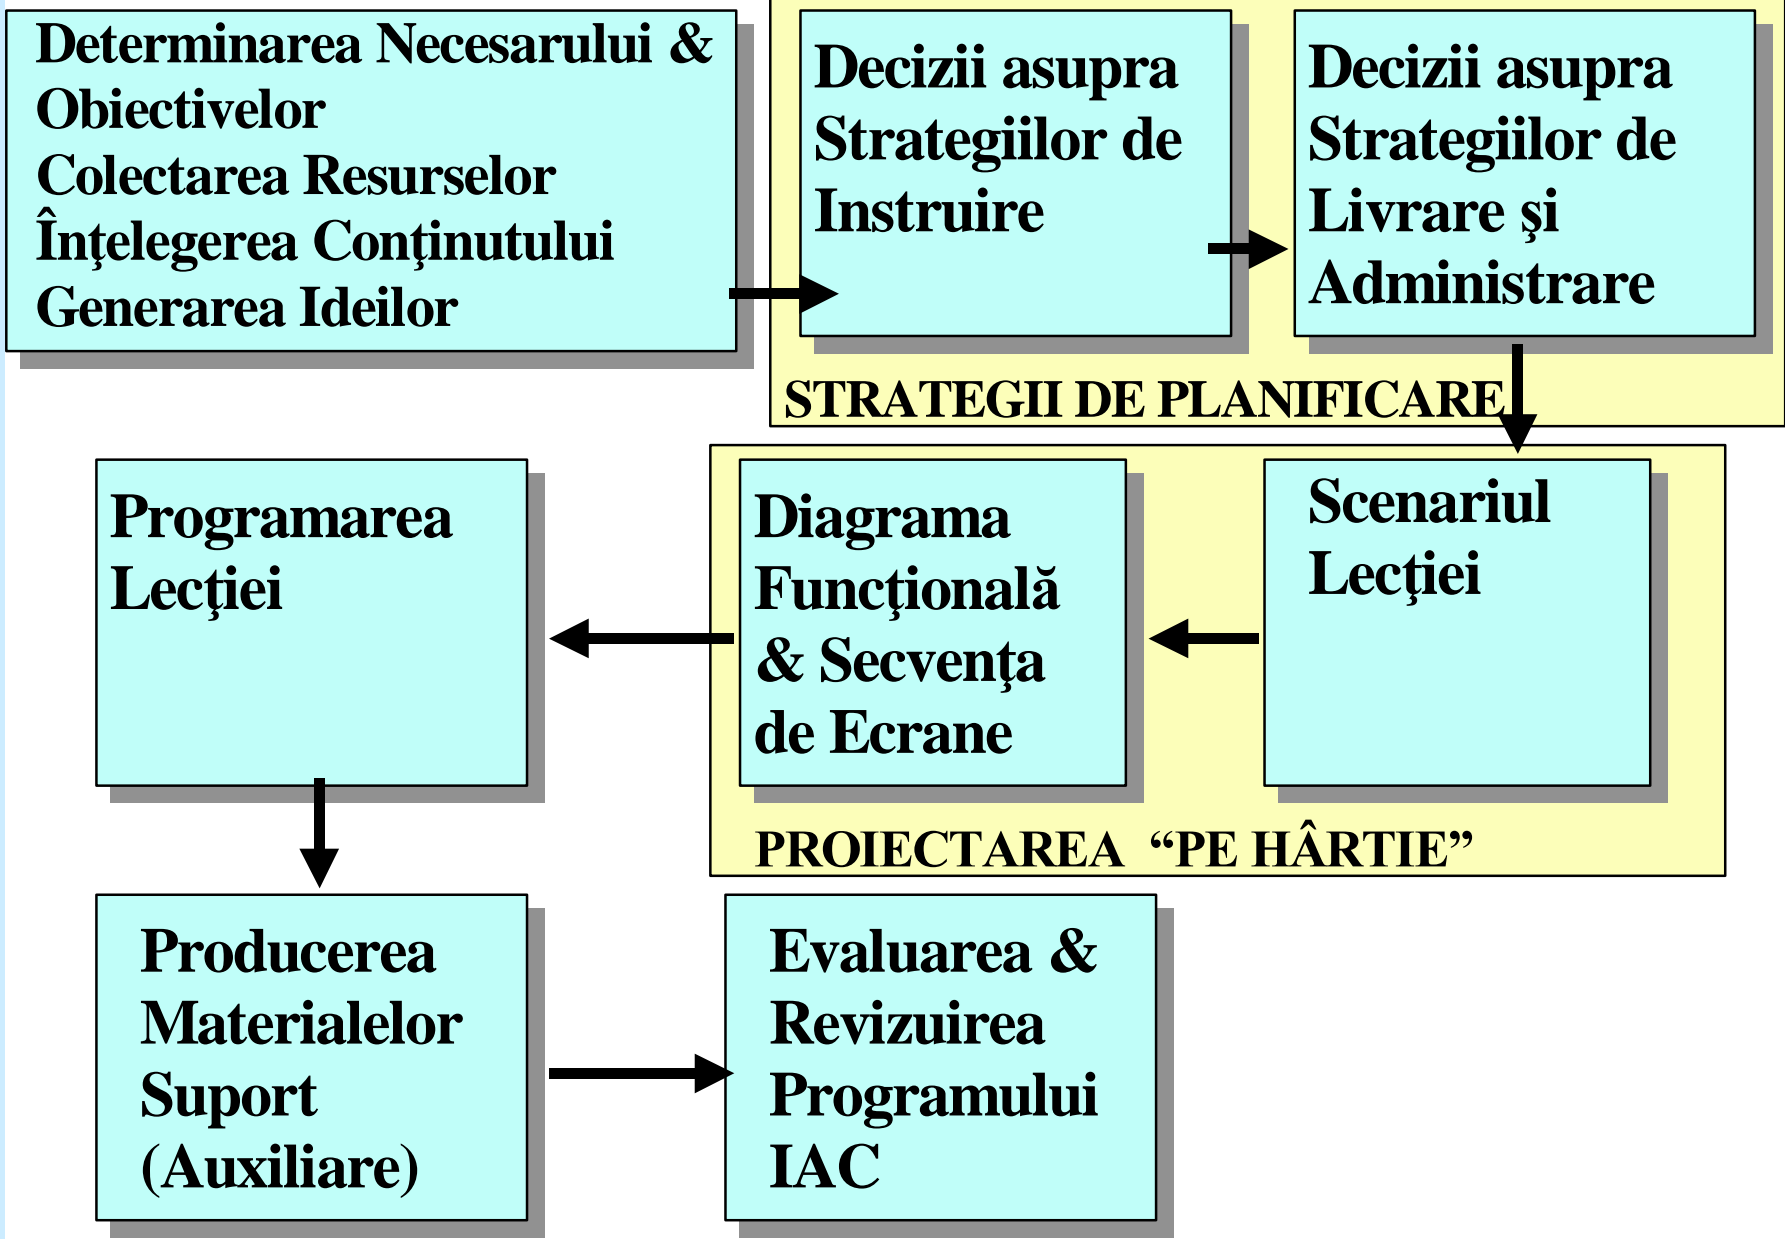 Determinarea Necesarului &
Obiectivelor
Colectarea Resurselor
Înţelegerea Conţinutului
Generarea Ideilor
Decizii asupra
Strategiilor de
Instruire
Decizii asupra
Strategiilor de
Livrare şi
Administrare
STRATEGII DE PLANIFICARE
Scenariul
Lecţiei
Diagrama
Funcţională
& Secvenţa
de Ecrane
PROIECTAREA “PE HÂRTIE”
Programarea
Lecţiei
Producerea
Materialelor
Suport
(Auxiliare)
Evaluarea &
Revizuirea
Programului
IAC